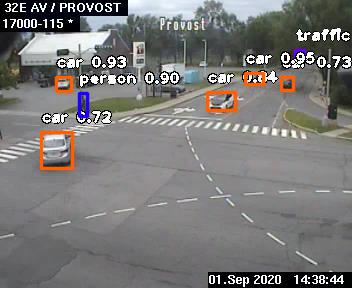 32E AV / PROVOST
17000-115 *
Provost
traffic
car 0.95
car 0.73
car 0.93
person 0.90
car 0.84
car 0.72
01.Sep 2020 14:38:44